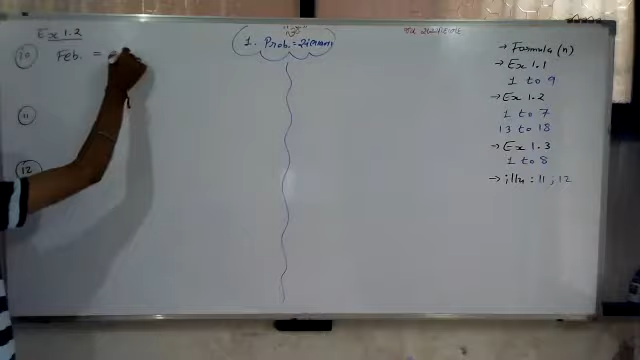 Ex 1.2
10 FEb. =
11
12
1. Prob.
→ Formula (n)
→ Ex 1.1
1 to 9
→ Ex 1.2
1 to 7
13 to 18
→ Ex 1.3
1 to 8
→ illu : 11, 12